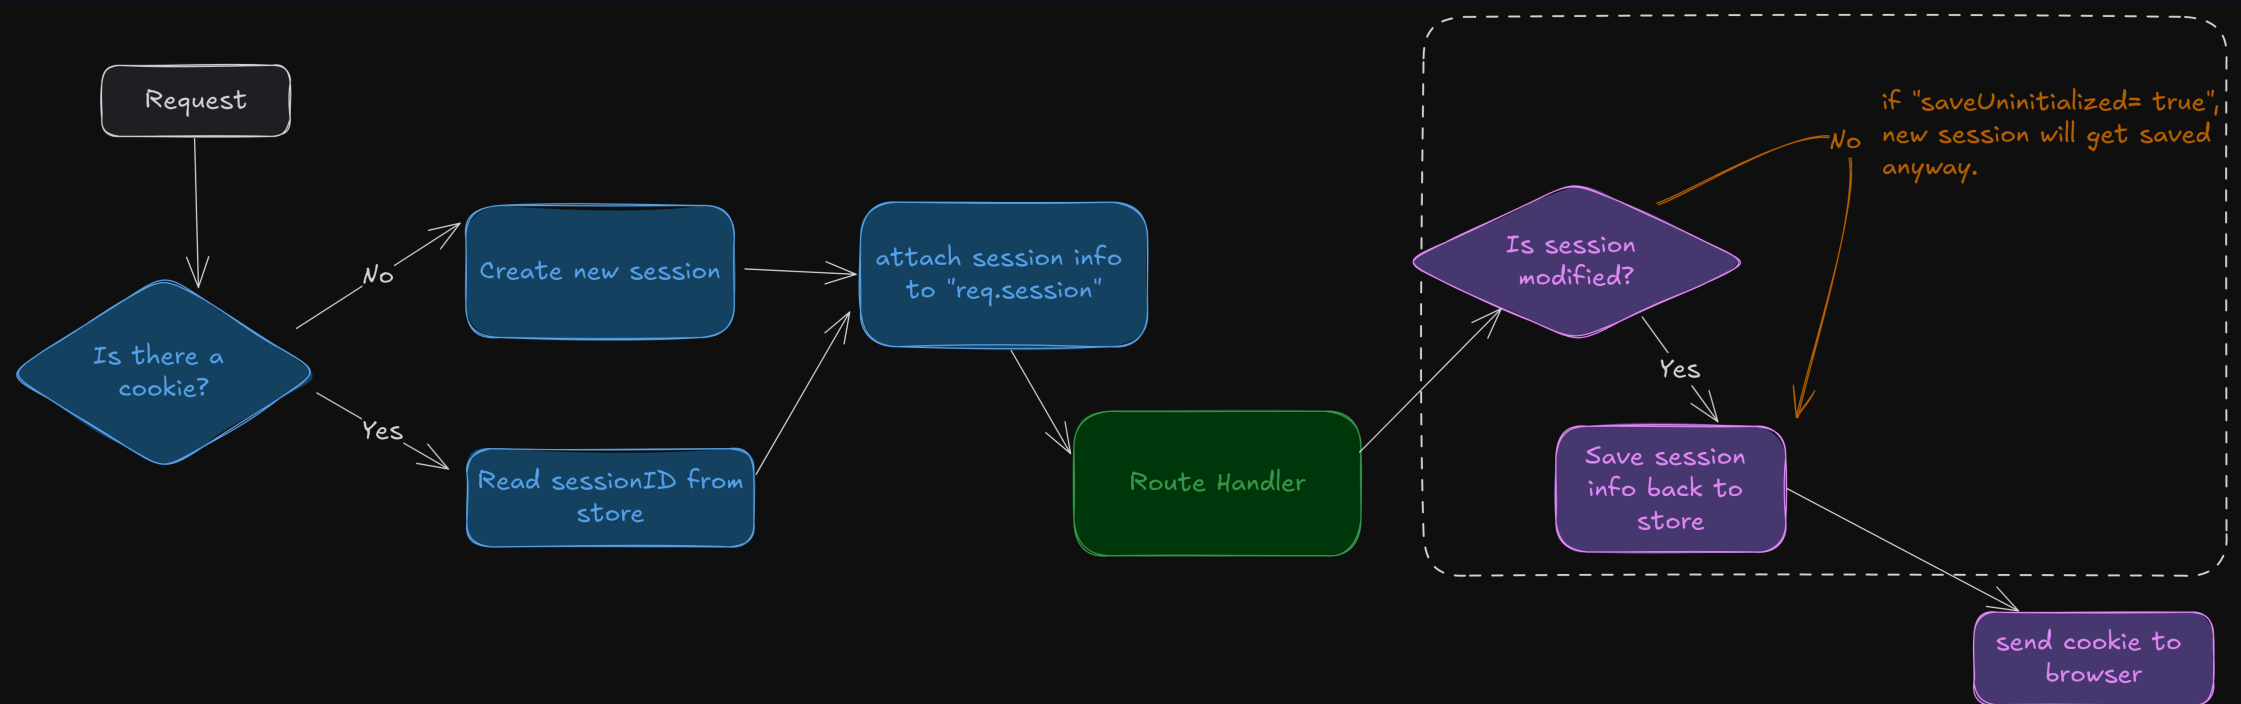 Request
Is there a
cookie?
No
Yes
Create new session
Read sessionID from
store
attach session info
to "req.session"
Route Handler
Is session
modified?
No
if "saveUninitialized= true",
new session will get saved
anyway.
Yes
Save session
info back to
store
send cookie to
browser